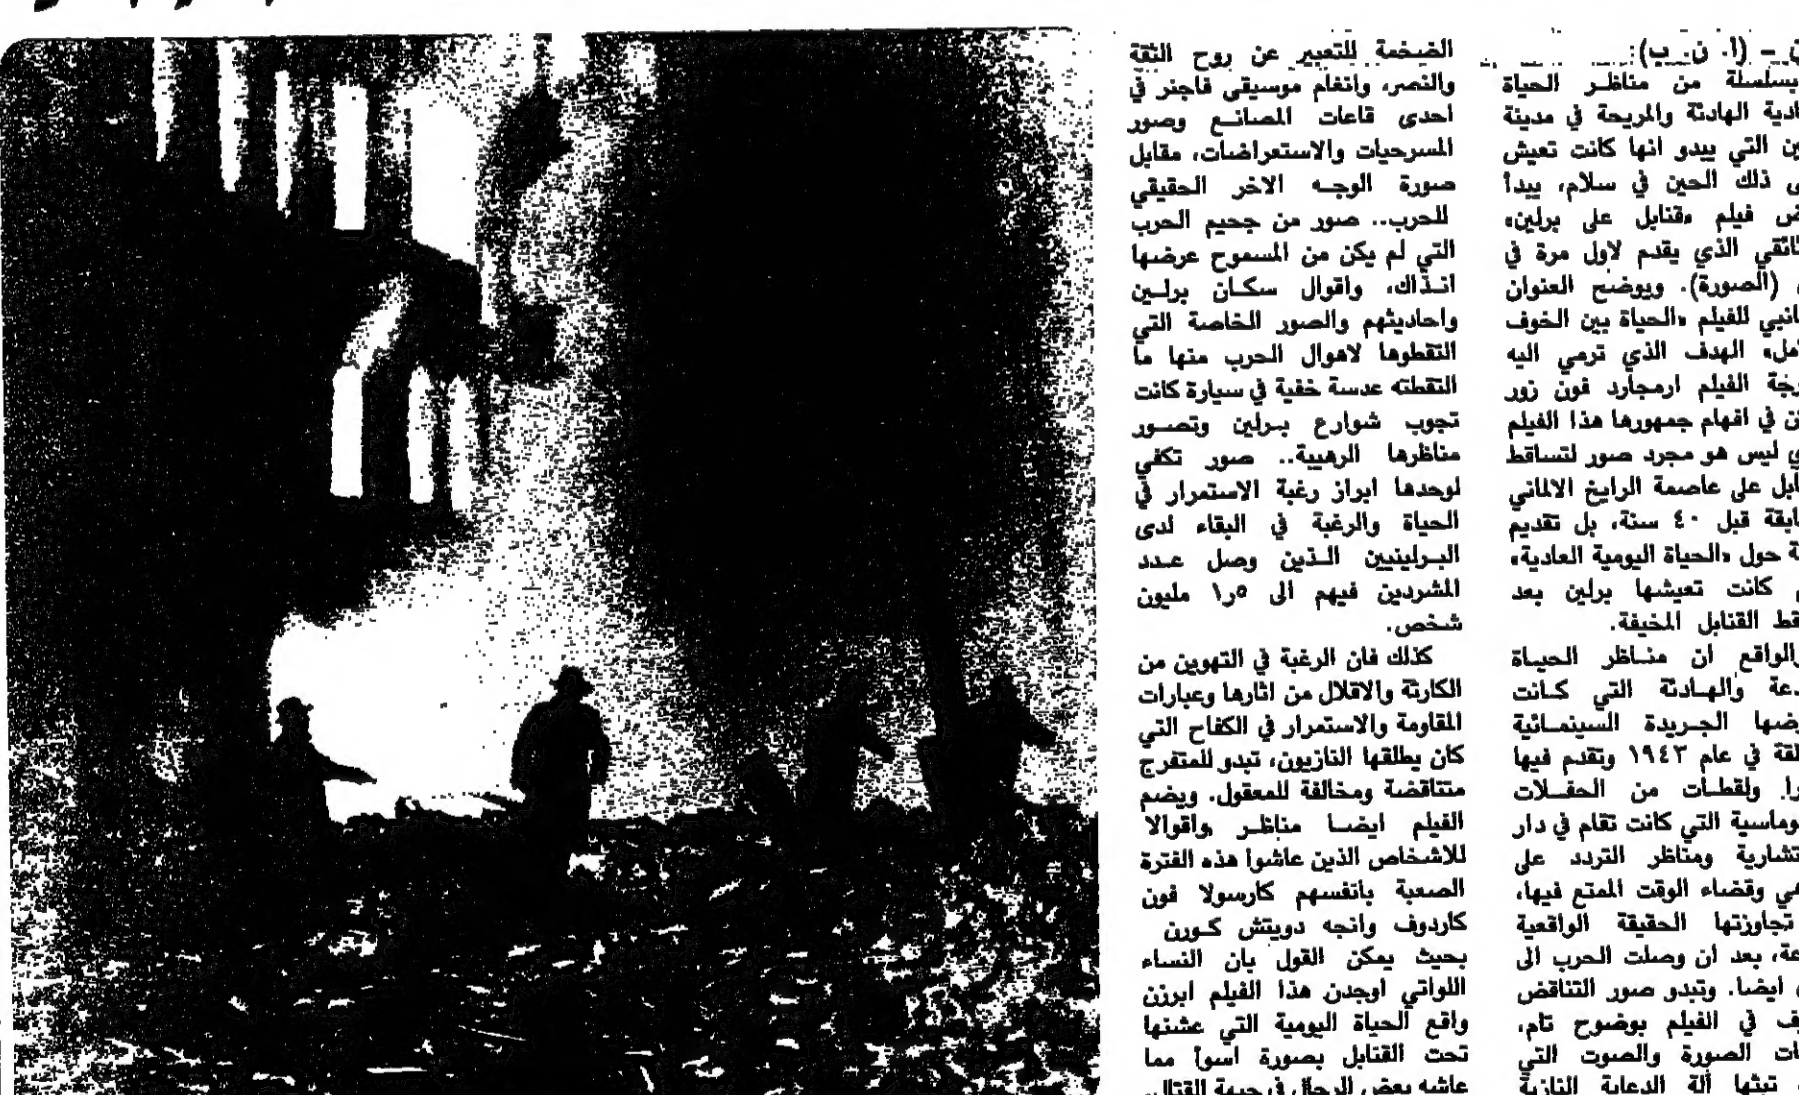 (ا. ن. ب):
بسلسلة من مناظر الحياة
الهادئة والمريحة في مدينة
التي يبدو انها كانت تعيش
ذلك الحين في سلام، يبدأ
فيلم «قنابل على برلين»
الذي يقدم لاول مرة في
(الصورة). ويوضح العنوان
للفيلم «الحياة بين الخوف
الهدف الذي ترمي اليه
الفيلم ارمجارد فون زور
في افهام جمهورها هذا الفيلم
ليس هو مجرد صور لتساقط
على عاصمة الرايخ الالماني
قبل ٤٠ سنة، بل تقديم
حول «الحياة اليومية العادية»
كانت تعيشها برلين بعد
القنابل المخيفة.
والواقع ان مناظر الحياة
والهادئة التي كانت
الجريدة السينمائية
في عام ١٩٤٣ وتقدم فيها
ولقطات من الحفلات
التي كانت تقام في دار
ومناظر التردد على
وقضاء الوقت الممتع فيها،
تجاوزتها الحقيقة الواقعية
بعد ان وصلت الحرب الى
ايضا. وتبدو صور التناقض
في الفيلم بوضوح تام،
الصورة والصوت التي
تبثها آلة الدعاية النازية
الضخمة للتعبير عن روح الثقة
والنصر، وانغام موسيقى فاجنر في
احدى قاعات المصانع وصور
المسرحيات والاستعراضات، مقابل
صورة الوجه الاخر الحقيقي
للحرب.. صور من جحيم الحرب
التي لم يكن من المسموح عرضها
انذاك، واقوال سكان برلين
واحاديثهم والصور الخاصة التي
التقطوها لاهوال الحرب منها ما
التقطته عدسة خفية في سيارة كانت
تجوب شوارع برلين وتصور
مناظرها الرهيبة.. صور تكفي
لوحدها ابراز رغبة الاستمرار في
الحياة والرغبة في البقاء لدى
البرلينيين الذين وصل عدد
المشردين فيهم الى ١٫٥ مليون
شخص.
كذلك فان الرغبة في التهوين من
الكارثة والاقلال من اثارها وعبارات
المقاومة والاستمرار في الكفاح التي
كان يطلقها النازيون، تبدو للمتفرج
متناقضة ومخالفة للمعقول. ويضم
الفيلم ايضا مناظر واقوالا
للاشخاص الذين عاشوا هذه الفترة
الصعبة بانفسهم كارسولا فون
كاردوف وانجه دويتش كورن
بحيث يمكن القول بان النساء
اللواتي اوجدن هذا الفيلم ابرزن
واقع الحياة اليومية التي عشنها
تحت القنابل بصورة اسوأ مما
عاشه بعض الرجال في جبهة القتال.